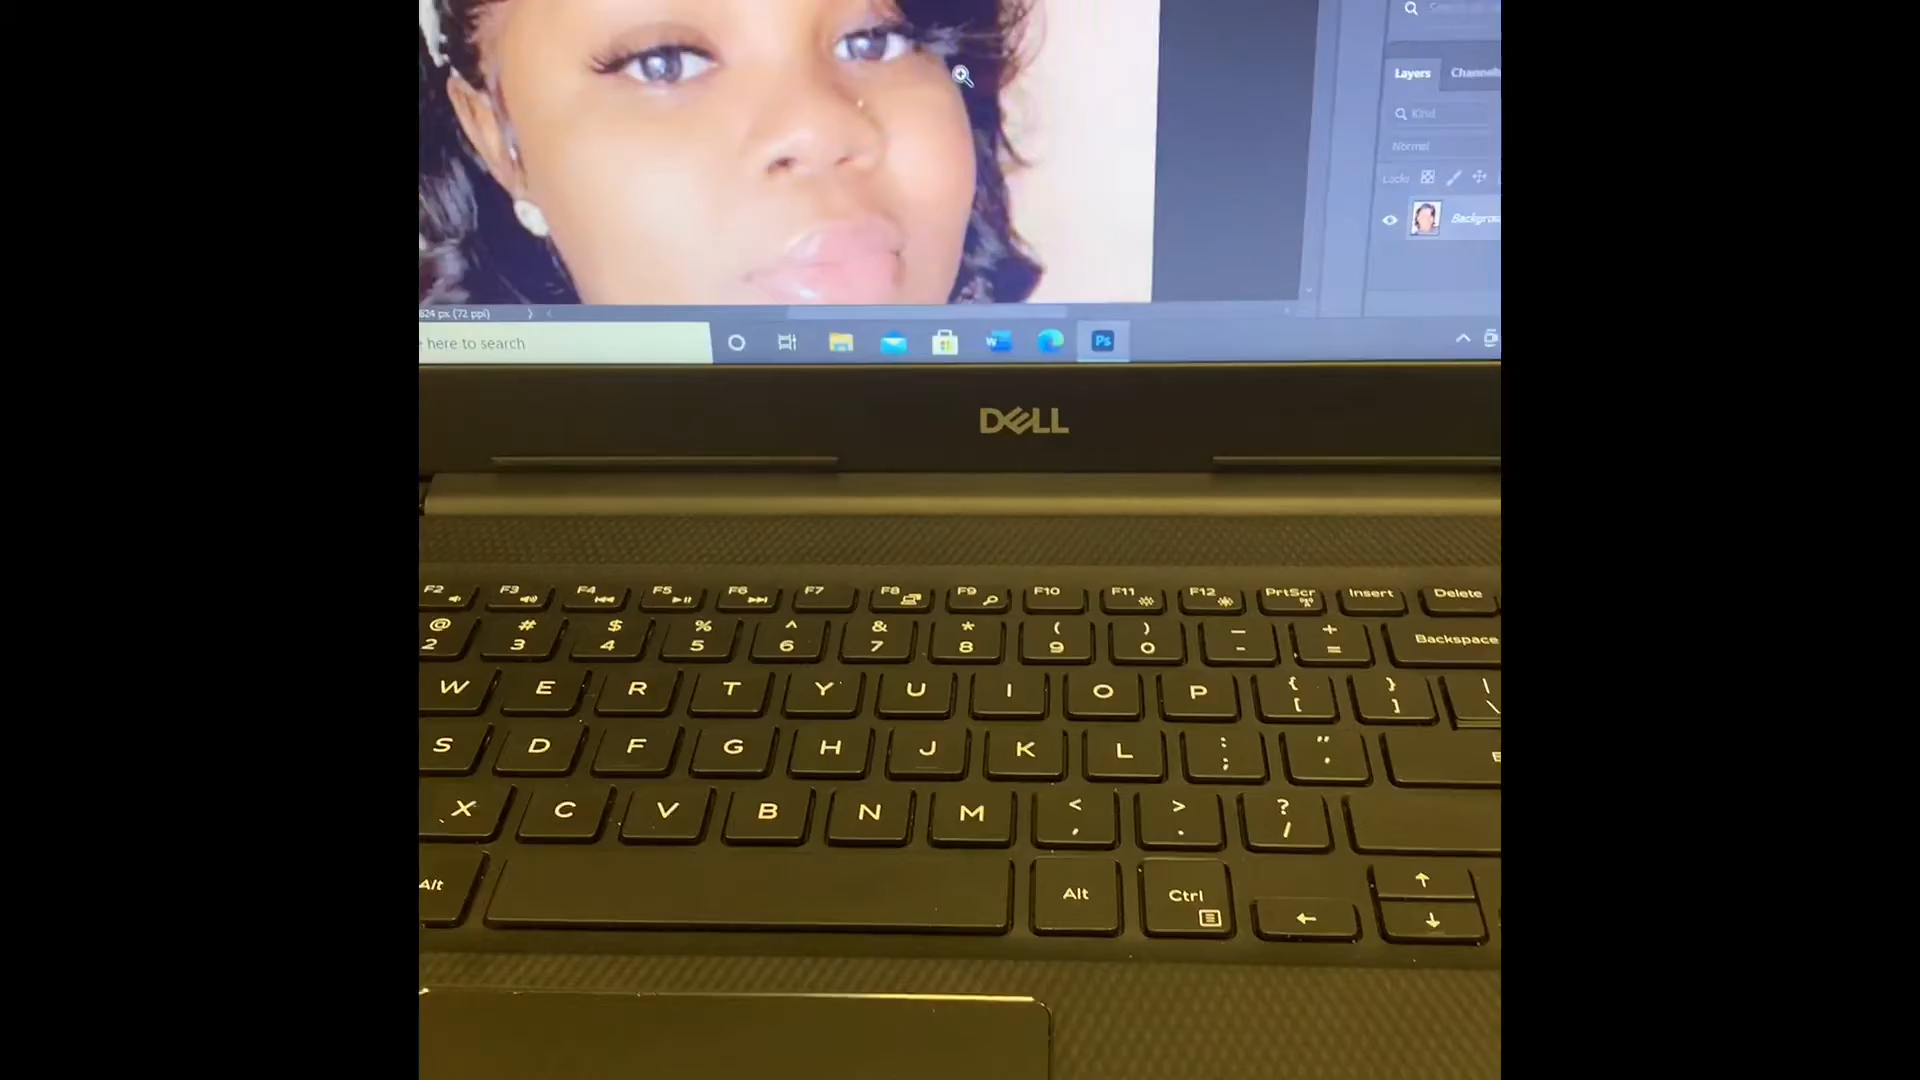 Layers Channels
Kind
Normal
Lock:
624 px (72 ppi)
here to search
W
Ps
DELL
F2 F3 F4 F5 F6 F7 F8 F9 F10 F11 F12 PrtScr Insert Delete
@ # $ % ^ & * ( ) _ +
2 3 4 5 6 7 8 9 0 - = Backspace
W E R T Y U I O P { [ } ] | \
S D F G H J K L : ; " '
X C V B N M < , > . ? /
Alt Alt Ctrl